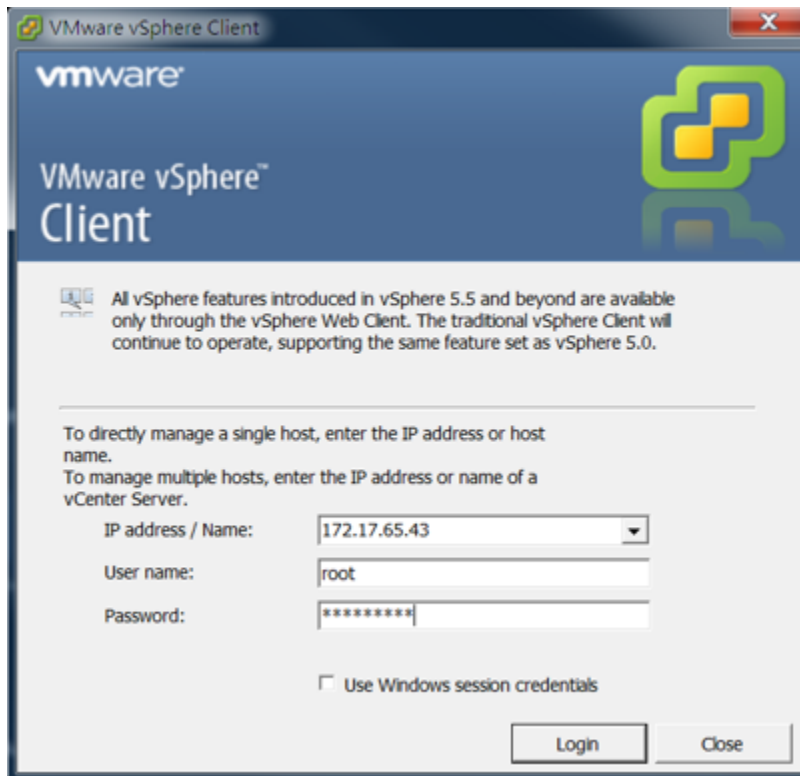 VMware vSphere Client
vmware®
VMware vSphere™
Client
All vSphere features introduced in vSphere 5.5 and beyond are available
only through the vSphere Web Client. The traditional vSphere Client will
continue to operate, supporting the same feature set as vSphere 5.0.
To directly manage a single host, enter the IP address or host
name.
To manage multiple hosts, enter the IP address or name of a
vCenter Server.
IP address / Name: 172.17.65.43
User name: root
Password: *********
Use Windows session credentials
Login Close